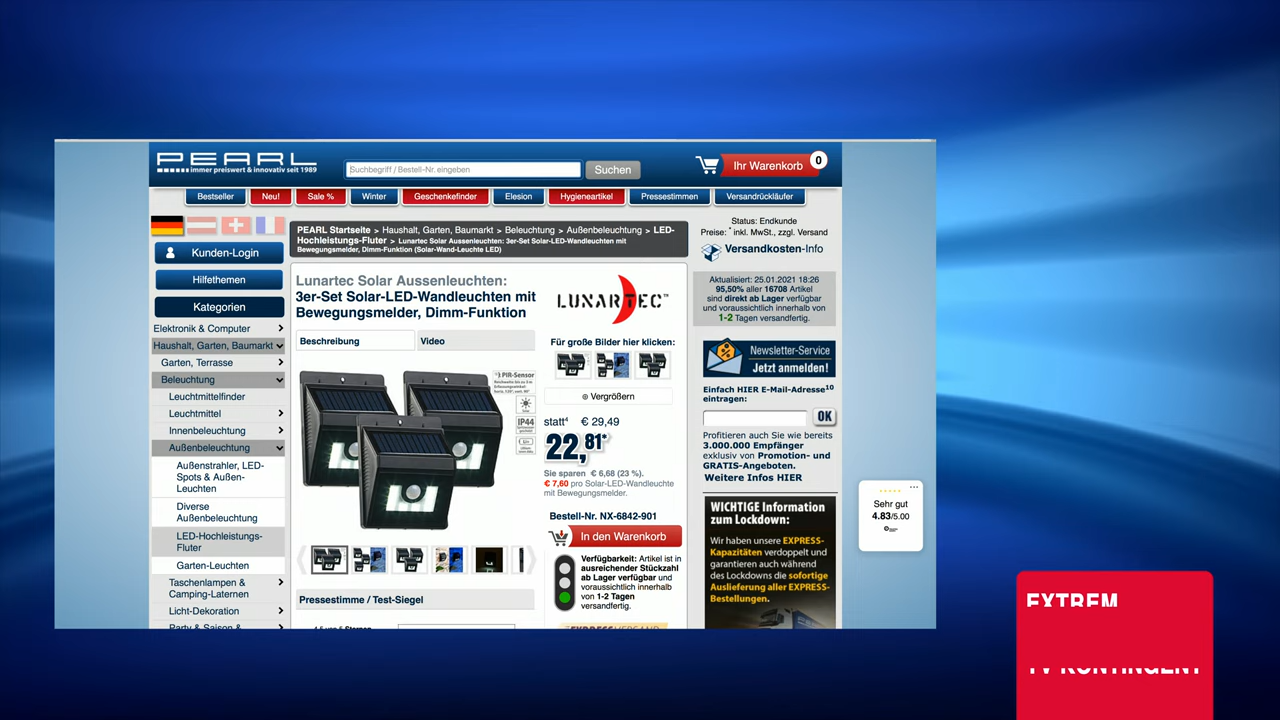 PEARL
immer preiswert & innovativ seit 1989
Suchbegriff / Bestell-Nr. eingeben
Suchen
Ihr Warenkorb
0
Bestseller
Neu!
Sale %
Winter
Geschenkefinder
Elesion
Hygieneartikel
Pressestimmen
Versandrückläufer
Kunden-Login
Hilfethemen
Kategorien
Elektronik & Computer
Haushalt, Garten, Baumarkt
Garten, Terrasse
Beleuchtung
Leuchtmittelfinder
Leuchtmittel
Innenbeleuchtung
Außenbeleuchtung
Außenstrahler, LED-
Spots & Außen-
Leuchten
Diverse
Außenbeleuchtung
LED-Hochleistungs-
Fluter
Garten-Leuchten
Taschenlampen &
Camping-Laternen
Licht-Dekoration
Party & Saison &
PEARL Startseite > Haushalt, Garten, Baumarkt > Beleuchtung > Außenbeleuchtung > LED-
Hochleistungs-Fluter > Lunartec Solar Aussenleuchten: 3er-Set Solar-LED-Wandleuchten mit
Bewegungsmelder, Dimm-Funktion (Solar-Wand-Leuchte LED)
Lunartec Solar Aussenleuchten:
3er-Set Solar-LED-Wandleuchten mit
Bewegungsmelder, Dimm-Funktion
Beschreibung
Video
PIR-Sensor
IP44
Pressestimme / Test-Siegel
LUNARTEC™
Für große Bilder hier klicken:
Vergrößern
statt⁴ € 29,49
22,81*
Sie sparen € 6,68 (23 %).
€ 7,60 pro Solar-LED-Wandleuchte
mit Bewegungsmelder.
Bestell-Nr. NX-6842-901
In den Warenkorb
Verfügbarkeit: Artikel ist in
ausreichender Stückzahl
ab Lager verfügbar und
voraussichtlich innerhalb
von 1-2 Tagen
versandfertig.
Status: Endkunde
Preise: * inkl. MwSt., zzgl. Versand
Versandkosten-Info
Aktualisiert: 25.01.2021 18:26
95,50% aller 16708 Artikel
sind direkt ab Lager verfügbar
und voraussichtlich innerhalb von
1-2 Tagen versandfertig.
%
Newsletter-Service
Jetzt anmelden!
Einfach HIER E-Mail-Adresse¹⁰
eintragen:
OK
Profitieren auch Sie wie bereits
3.000.000 Empfänger
exklusiv von Promotion- und
GRATIS-Angeboten.
Weitere Infos HIER
WICHTIGE Information
zum Lockdown:
Wir haben unsere EXPRESS-
Kapazitäten verdoppelt und
garantieren auch während
des Lockdowns die sofortige
Auslieferung aller EXPRESS-
Bestellungen.
Sehr gut
4.83/5.00
EXTREM
TV-KONTINGENT